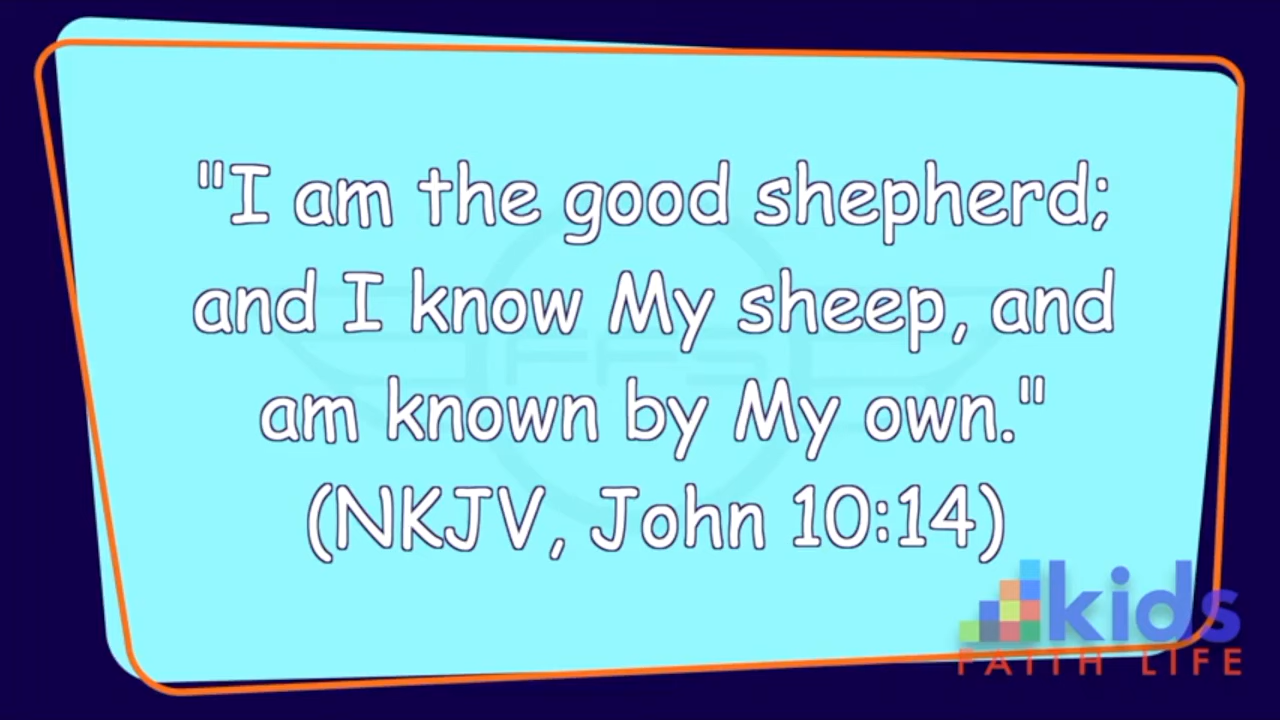 "I am the good shepherd;
and I know My sheep, and
am known by My own."
(NKJV, John 10:14)
FFS
kids
FAITH LIFE